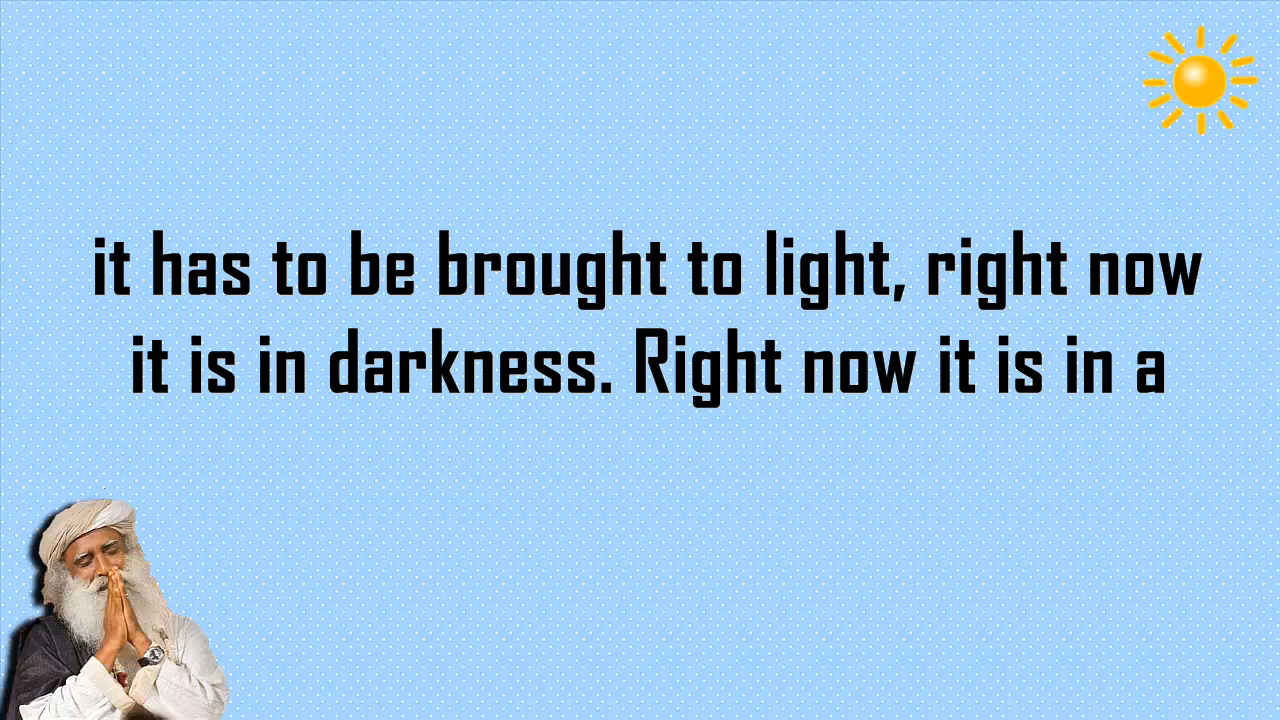 it has to be brought to light, right now
it is in darkness. Right now it is in a